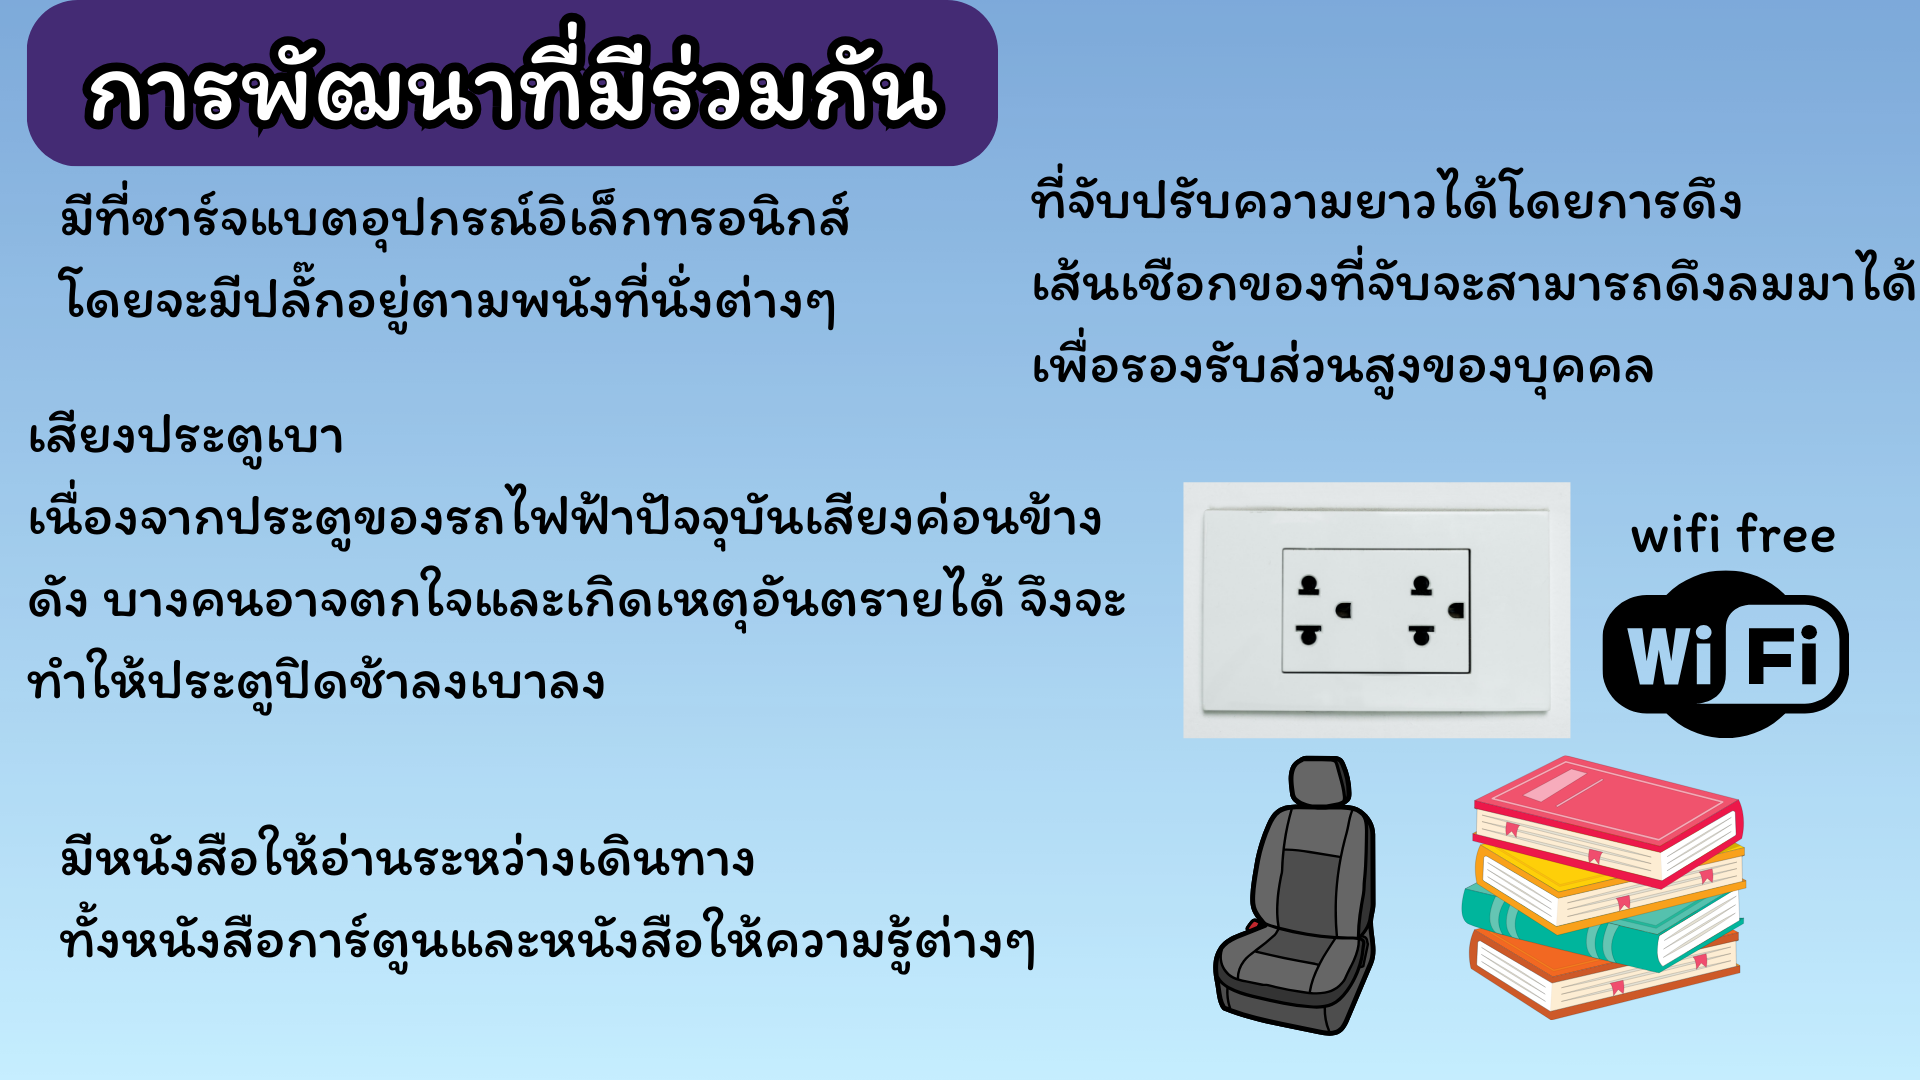 การพัฒนาที่มีร่วมกัน
มีที่ชาร์จแบตอุปกรณ์อิเล็กทรอนิกส์
โดยจะมีปลั๊กอยู่ตามพนังที่นั่งต่างๆ
ที่จับปรับความยาวได้โดยการดึง
เส้นเชือกของที่จับจะสามารถดึงลมมาได้
เพื่อรองรับส่วนสูงของบุคคล
เสียงประตูเบา
เนื่องจากประตูของรถไฟฟ้าปัจจุบันเสียงค่อนข้าง
ดัง บางคนอาจตกใจและเกิดเหตุอันตรายได้ จึงจะ
ทำให้ประตูปิดช้าลงเบาลง
wifi free
Wi Fi
มีหนังสือให้อ่านระหว่างเดินทาง
ทั้งหนังสือการ์ตูนและหนังสือให้ความรู้ต่างๆ